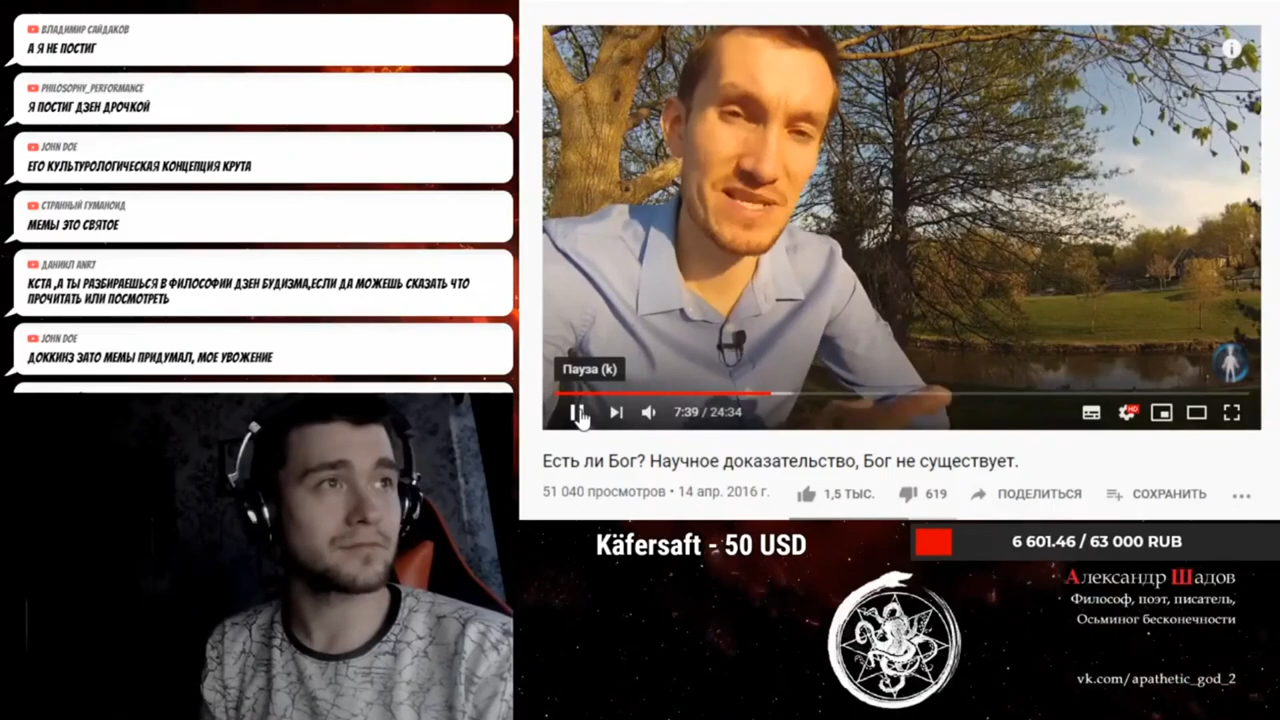 ВЛАДИМИР САЙДАКОВ
А Я НЕ ПОСТИГ
PHILOSOPHY_PERFORMANCE
Я ПОСТИГ ДЗЕН ДРОЧКОЙ
JOHN DOE
ЕГО КУЛЬТУРОЛОГИЧЕСКАЯ КОНЦЕПЦИЯ КРУТА
СТРАННЫЙ ГУМАНОИД
МЕМЫ ЭТО СВЯТОЕ
ДАНИИЛ ANR7
КСТА ,А ТЫ РАЗБИРАЕШЬСЯ В ФИЛОСОФИИ ДЗЕН БУДИЗМА,ЕСЛИ ДА МОЖЕШЬ СКАЗАТЬ ЧТО
ПРОЧИТАТЬ ИЛИ ПОСМОТРЕТЬ
JOHN DOE
ДОККИНЗ ЗАТО МЕМЫ ПРИДУМАЛ, МОЕ УВОЖЕНИЕ
Пауза (k)
7:39 / 24:34
HD
Есть ли Бог? Научное доказательство, Бог не существует.
51 040 просмотров • 14 апр. 2016 г.
1,5 ТЫС.
619
ПОДЕЛИТЬСЯ
СОХРАНИТЬ
Käfersaft - 50 USD
6 601.46 / 63 000 RUB
Александр Шадов
Философ, поэт, писатель,
Осьминог бесконечности
vk.com/apathetic_god_2